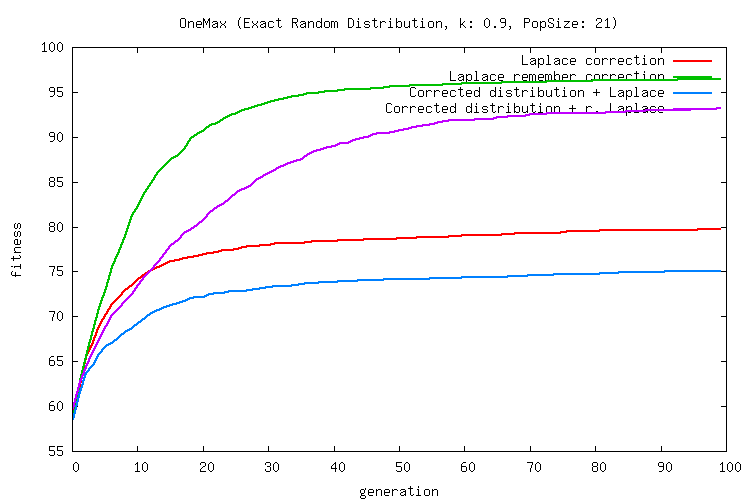 OneMax (Exact Random Distribution, k: 0.9, PopSize: 21)
100
95
90
85
80
75
70
65
60
55
fitness
Laplace correction
Laplace remember correction
Corrected distribution + Laplace
Corrected distribution + r. Laplace
0 10 20 30 40 50 60 70 80 90 100
generation